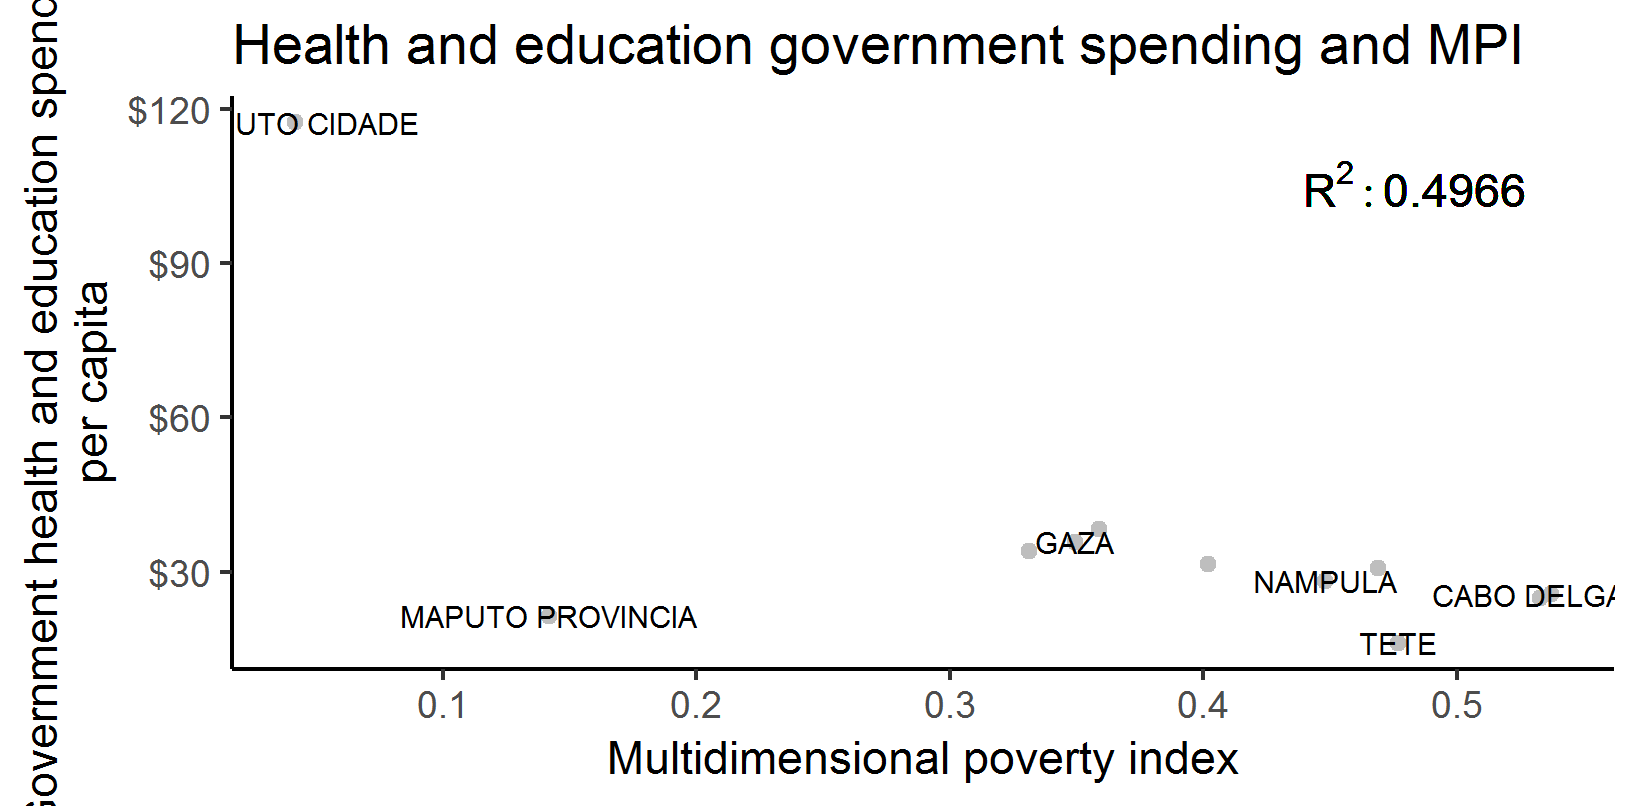 Health and education government spending and MPI
Government health and education spend
per capita
$120
$90
$60
$30
UTO CIDADE
R² : 0.4966
GAZA
NAMPULA
CABO DELGA
MAPUTO PROVINCIA
TETE
0.1
0.2
0.3
0.4
0.5
Multidimensional poverty index